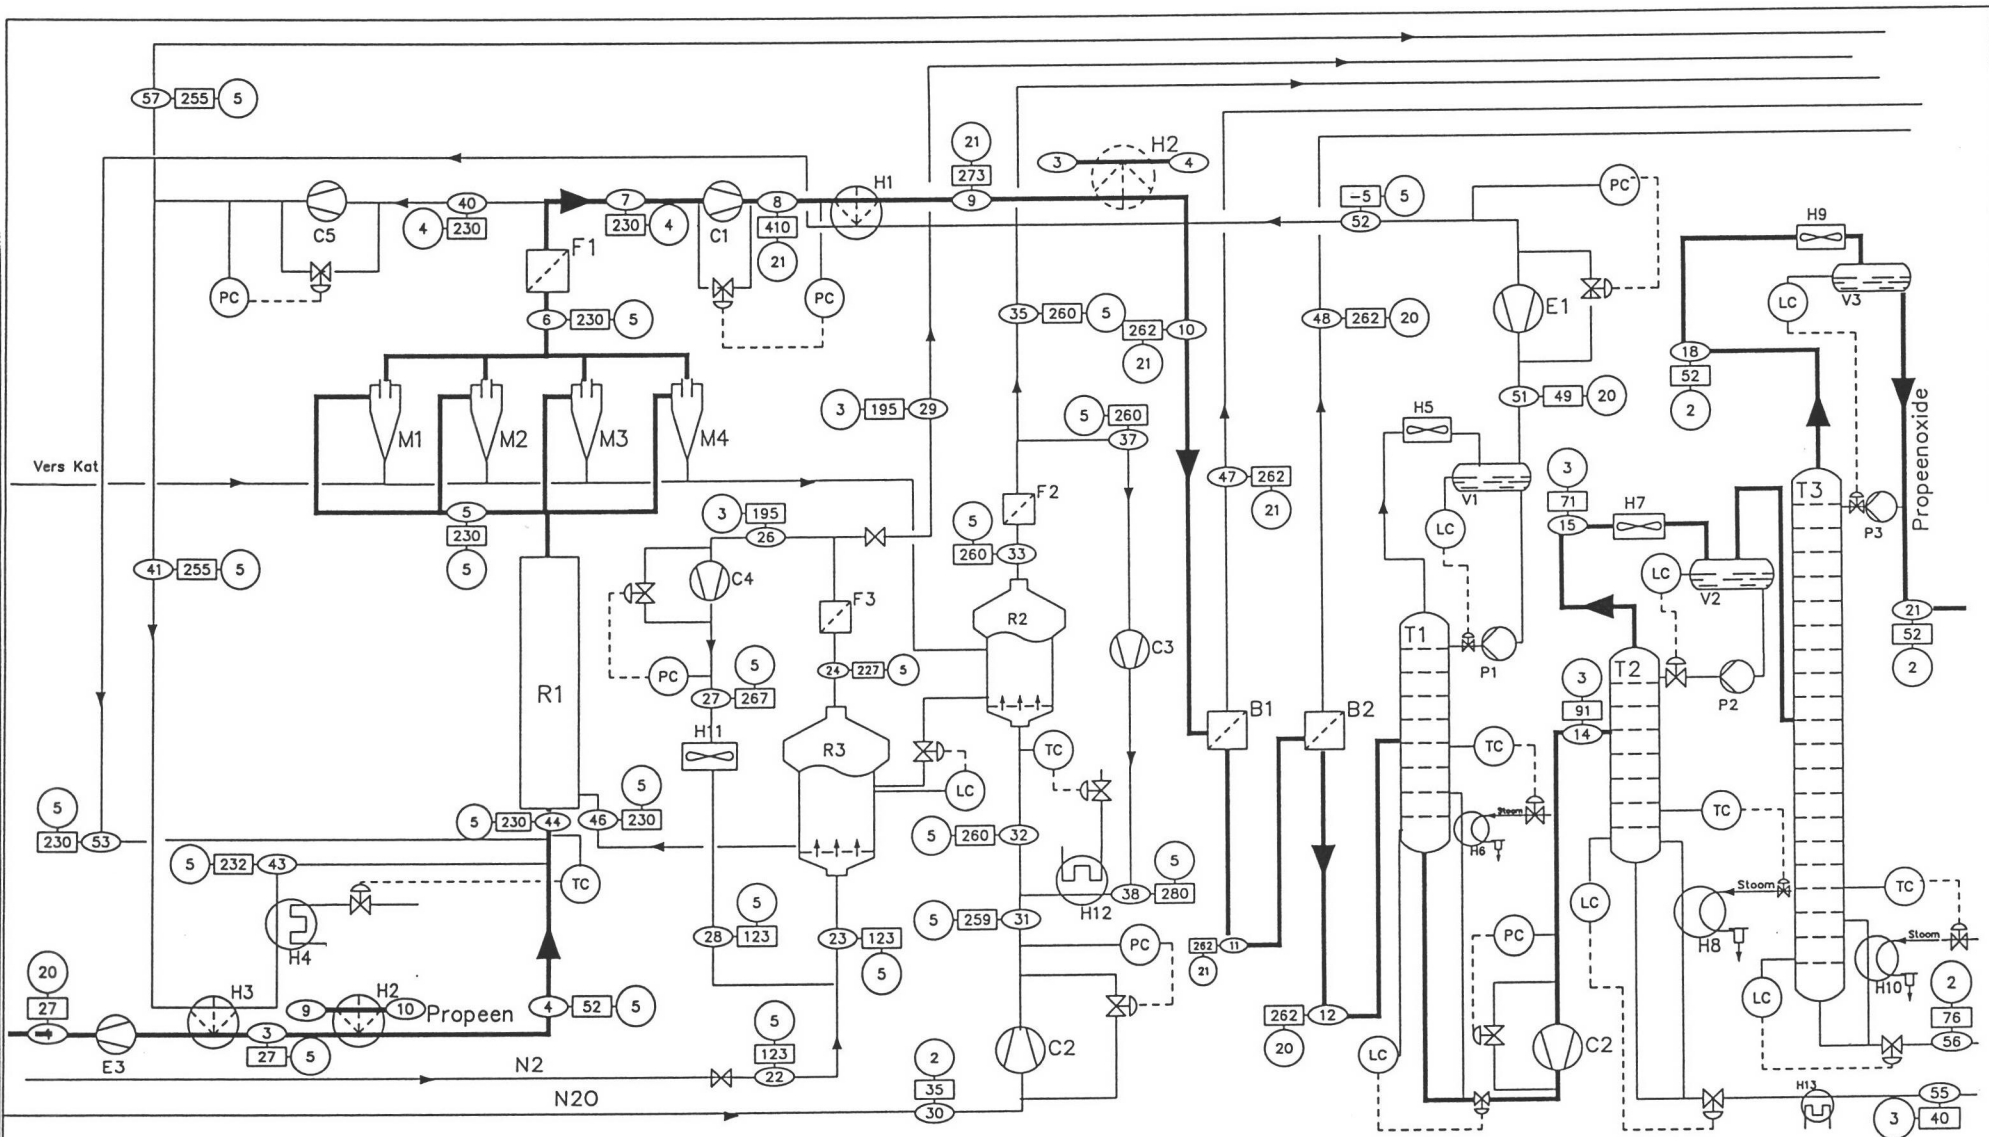 57 255 5
21
273
3 H2 4
-5 5
52
PC
H9
V3
LC
40
4 230
C5
PC
7
230 4
C1
8
410
21
H1
9
PC
F1
6 230 5
35 260 5
262 10
21
48 262 20
E1
51 49 20
H5
V1
LC
18
52
2
Propeenoxide
M1 M2 M3 M4
Vers Kat
3 195 29
5 260
37
47 262
21
3
71
15
H7
LC
V2
T3
P3
5
230
5
3 195
26
5
260 33
F2
41 255 5
C4
F3
R2
C3
T1
P1
T2
P2
21
52
2
24 227 5
PC
5
27 267
R1
H11
R3
LC
TC
B1
B2
TC
3
91
14
5
230 53
5 230 44
5
46 230
5 232 43
TC
H4
5 260 32
H12
5
38 280
5 259 31
Stoom
H6
TC
LC
Stoom
H8
TC
Stoom
H10
LC
5
28 123
23 123
5
PC
262 11
21
PC
20
27
4
E3
H3
3
27 5
9 H2 10
Propeen
4 52 5
5
123
22
N2
N2O
2
35
30
C2
262 12
20
LC
C2
2
76
56
H13
55
3 40